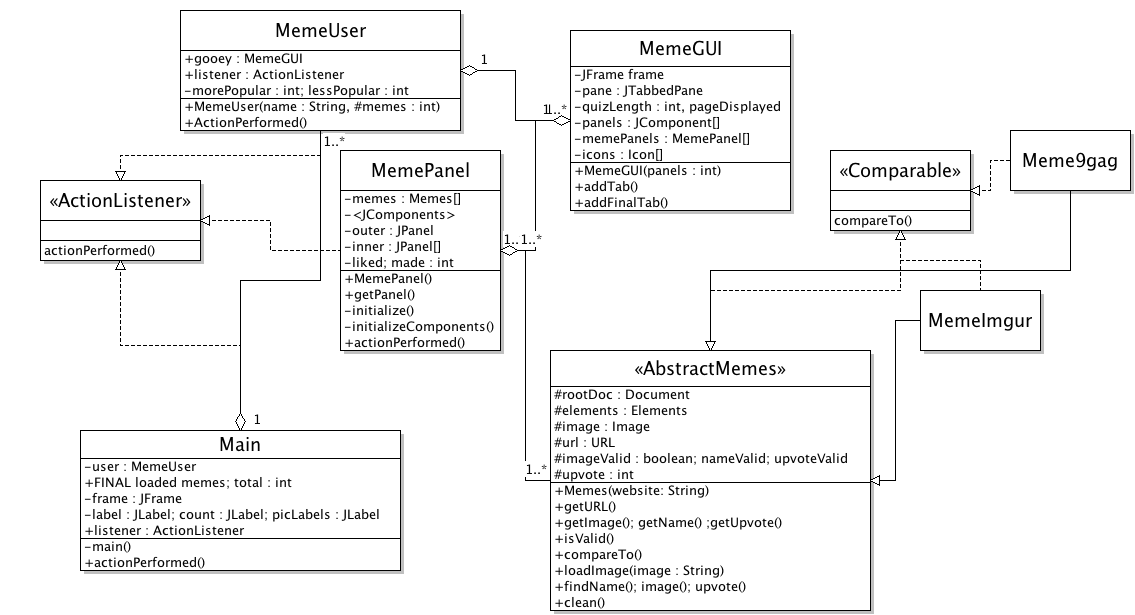 MemeUser
+gooey : MemeGUI
+listener : ActionListener
-morePopular : int; lessPopular : int
+MemeUser(name : String, #memes : int)
+ActionPerformed()
1
1..*
MemeGUI
-JFrame frame
-pane : JTabbedPane
-quizLength : int, pageDisplayed
-panels : JComponent[]
-memePanels : MemePanel[]
-icons : Icon[]
+MemeGUI(panels : int)
+addTab()
+addFinalTab()
1
1..*
«ActionListener»
actionPerformed()
MemePanel
-memes : Memes[]
-<JComponents>
-outer : JPanel
-inner : JPanel[]
-liked; made : int
+MemePanel()
+getPanel()
-initialize()
-initializeComponents()
+actionPerformed()
1..
1..*
«Comparable»
compareTo()
Meme9gag
MemeImgur
«AbstractMemes»
#rootDoc : Document
#elements : Elements
#image : Image
#url : URL
#imageValid : boolean; nameValid; upvoteValid
#upvote : int
+Memes(website: String)
+getURL()
+getImage(); getName() ;getUpvote()
+isValid()
+compareTo()
+loadImage(image : String)
+findName(); image(); upvote()
+clean()
1..*
1
Main
-user : MemeUser
+FINAL loaded memes; total : int
-frame : JFrame
-label : JLabel; count : JLabel; picLabels : JLabel
+listener : ActionListener
-main()
+actionPerformed()